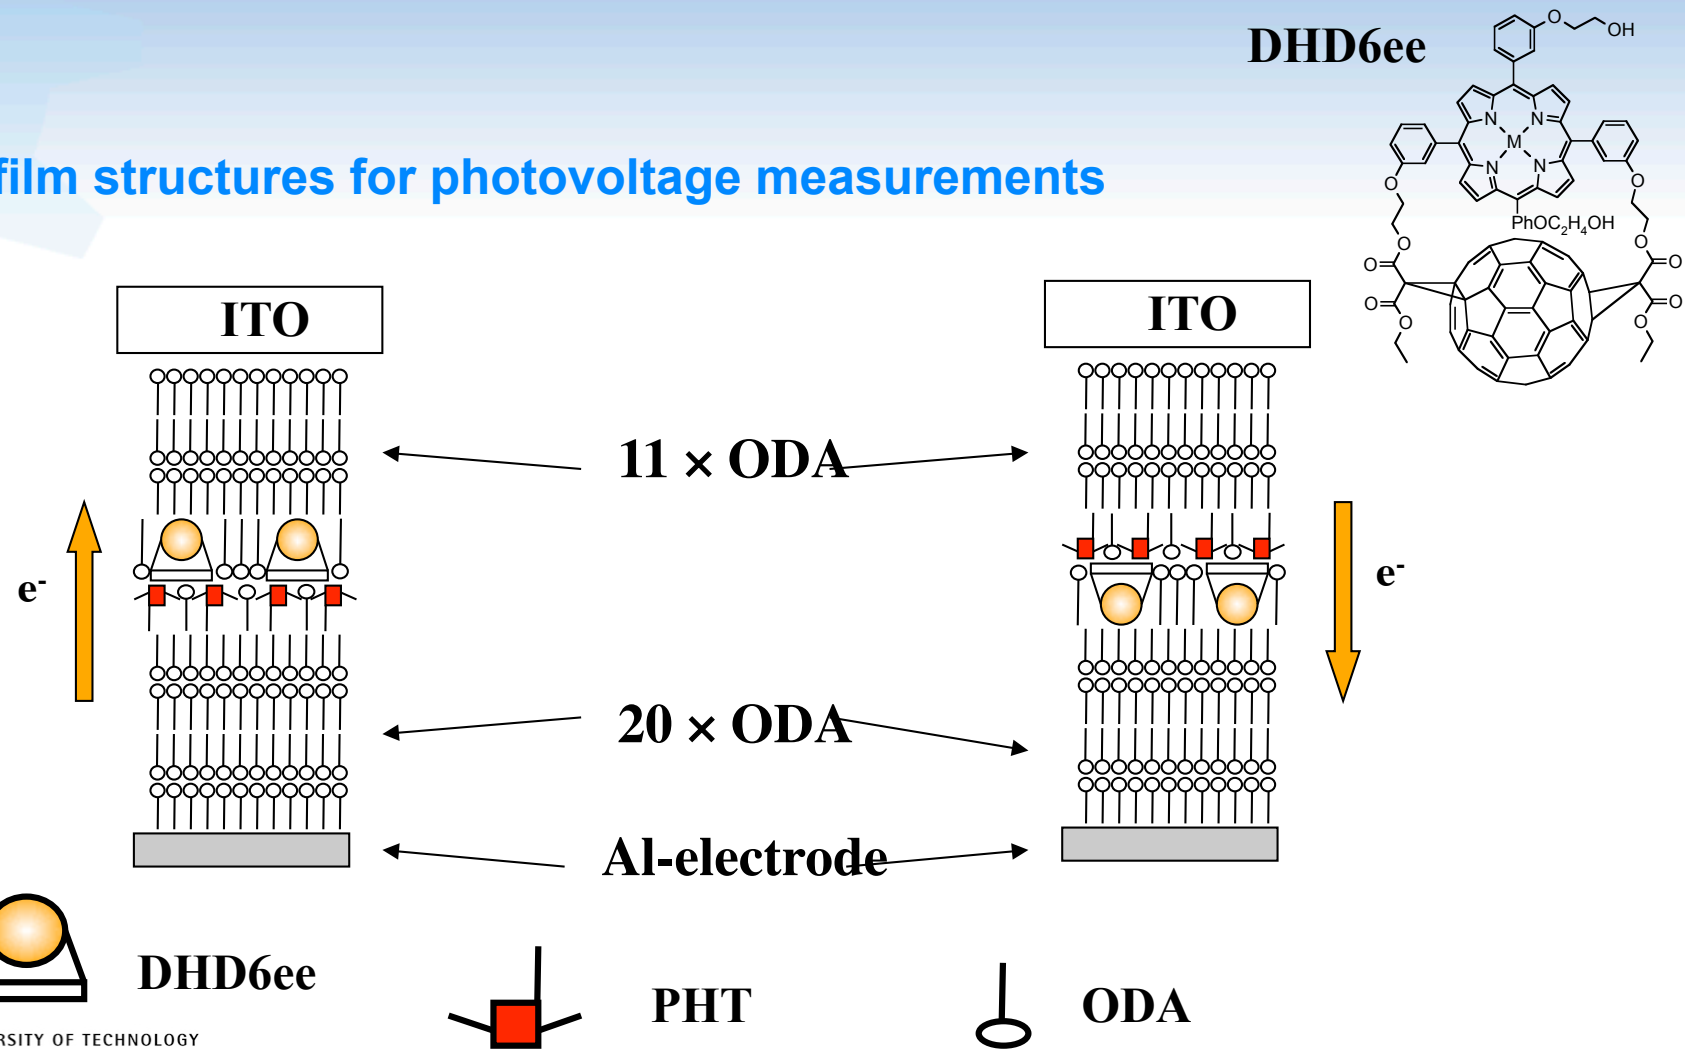 DHD6ee
O
OH
N N
M
N N
O O
PhOC2H4OH
O O
O O
O O
O O
film structures for photovoltage measurements
ITO ITO
11 × ODA
e- e-
20 × ODA
Al-electrode
DHD6ee PHT ODA
RSITY OF TECHNOLOGY